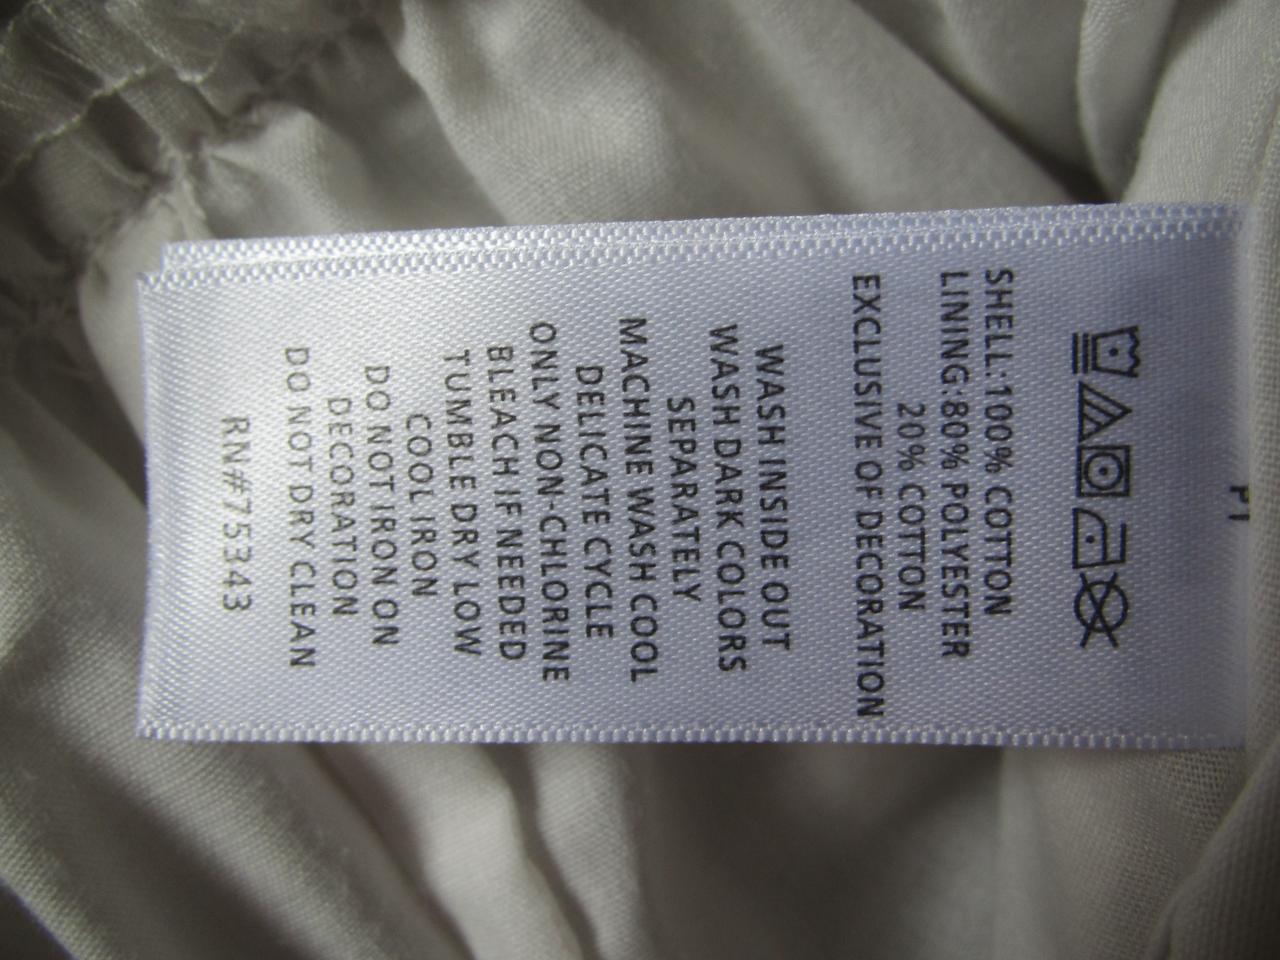 SHELL:100% COTTON
LINING:80% POLYESTER
20% COTTON
EXCLUSIVE OF DECORATION
WASH INSIDE OUT
WASH DARK COLORS
SEPARATELY
MACHINE WASH COOL
DELICATE CYCLE
ONLY NON-CHLORINE
BLEACH IF NEEDED
TUMBLE DRY LOW
COOL IRON
DO NOT IRON ON
DECORATION
DO NOT DRY CLEAN
RN#75343